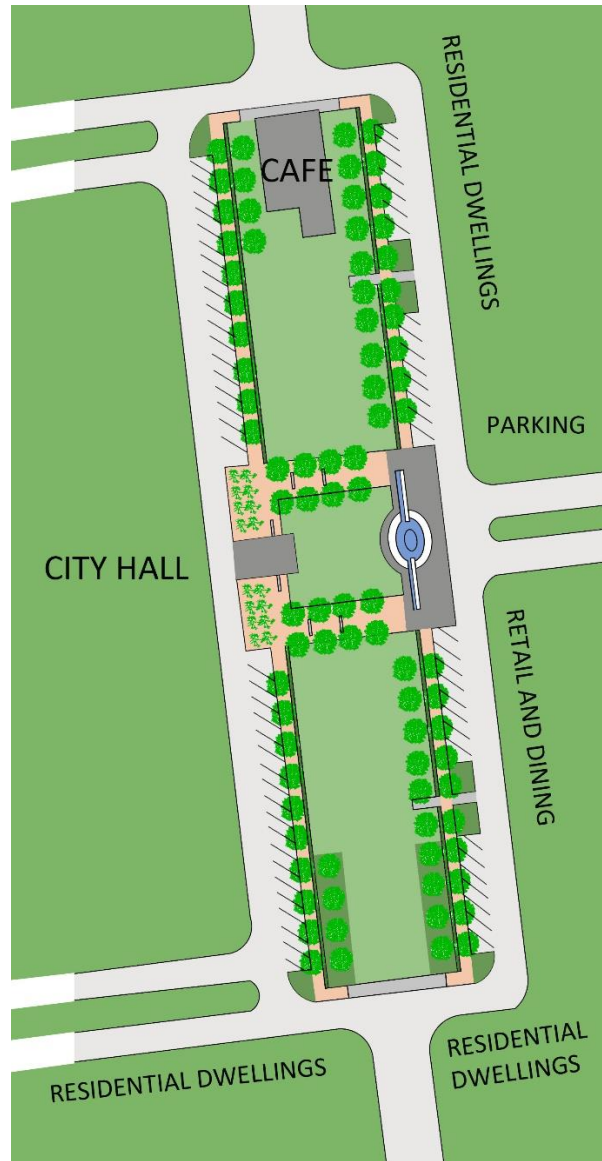 RESIDENTIAL DWELLINGS
CAFE
PARKING
CITY HALL
RETAIL AND DINING
RESIDENTIAL DWELLINGS
RESIDENTIAL
DWELLINGS